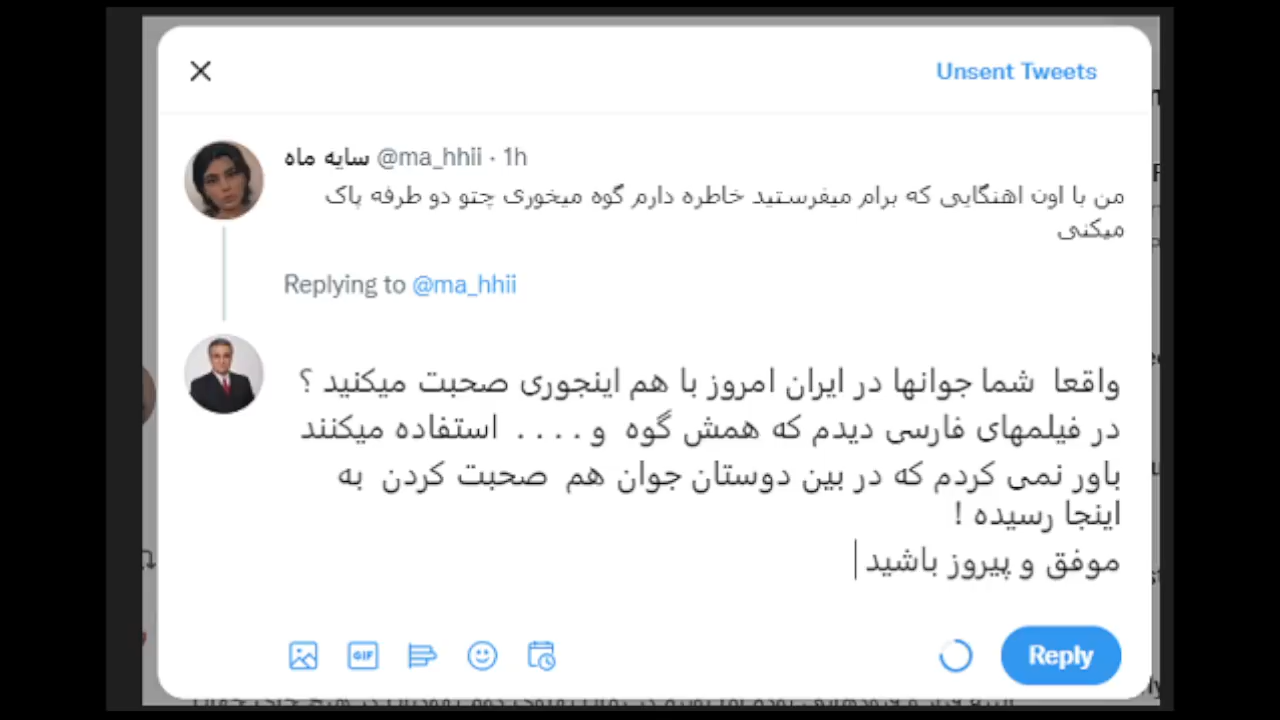 Unsent Tweets
سایه ماه @ma_hhii · 1h
من با اون اهنگایی که برام میفرستید خاطره دارم گوه میخوری چتو دو طرفه پاک
میکنی
Replying to @ma_hhii
واقعا شما جوانها در ایران امروز با هم اینجوری صحبت میکنید ؟
در فیلمهای فارسی دیدم که همش گوه و . . . . استفاده میکنند
باور نمی کردم که در بین دوستان جوان هم صحبت کردن به
اینجا رسیده !
موفق و پیروز باشید
GIF
Reply